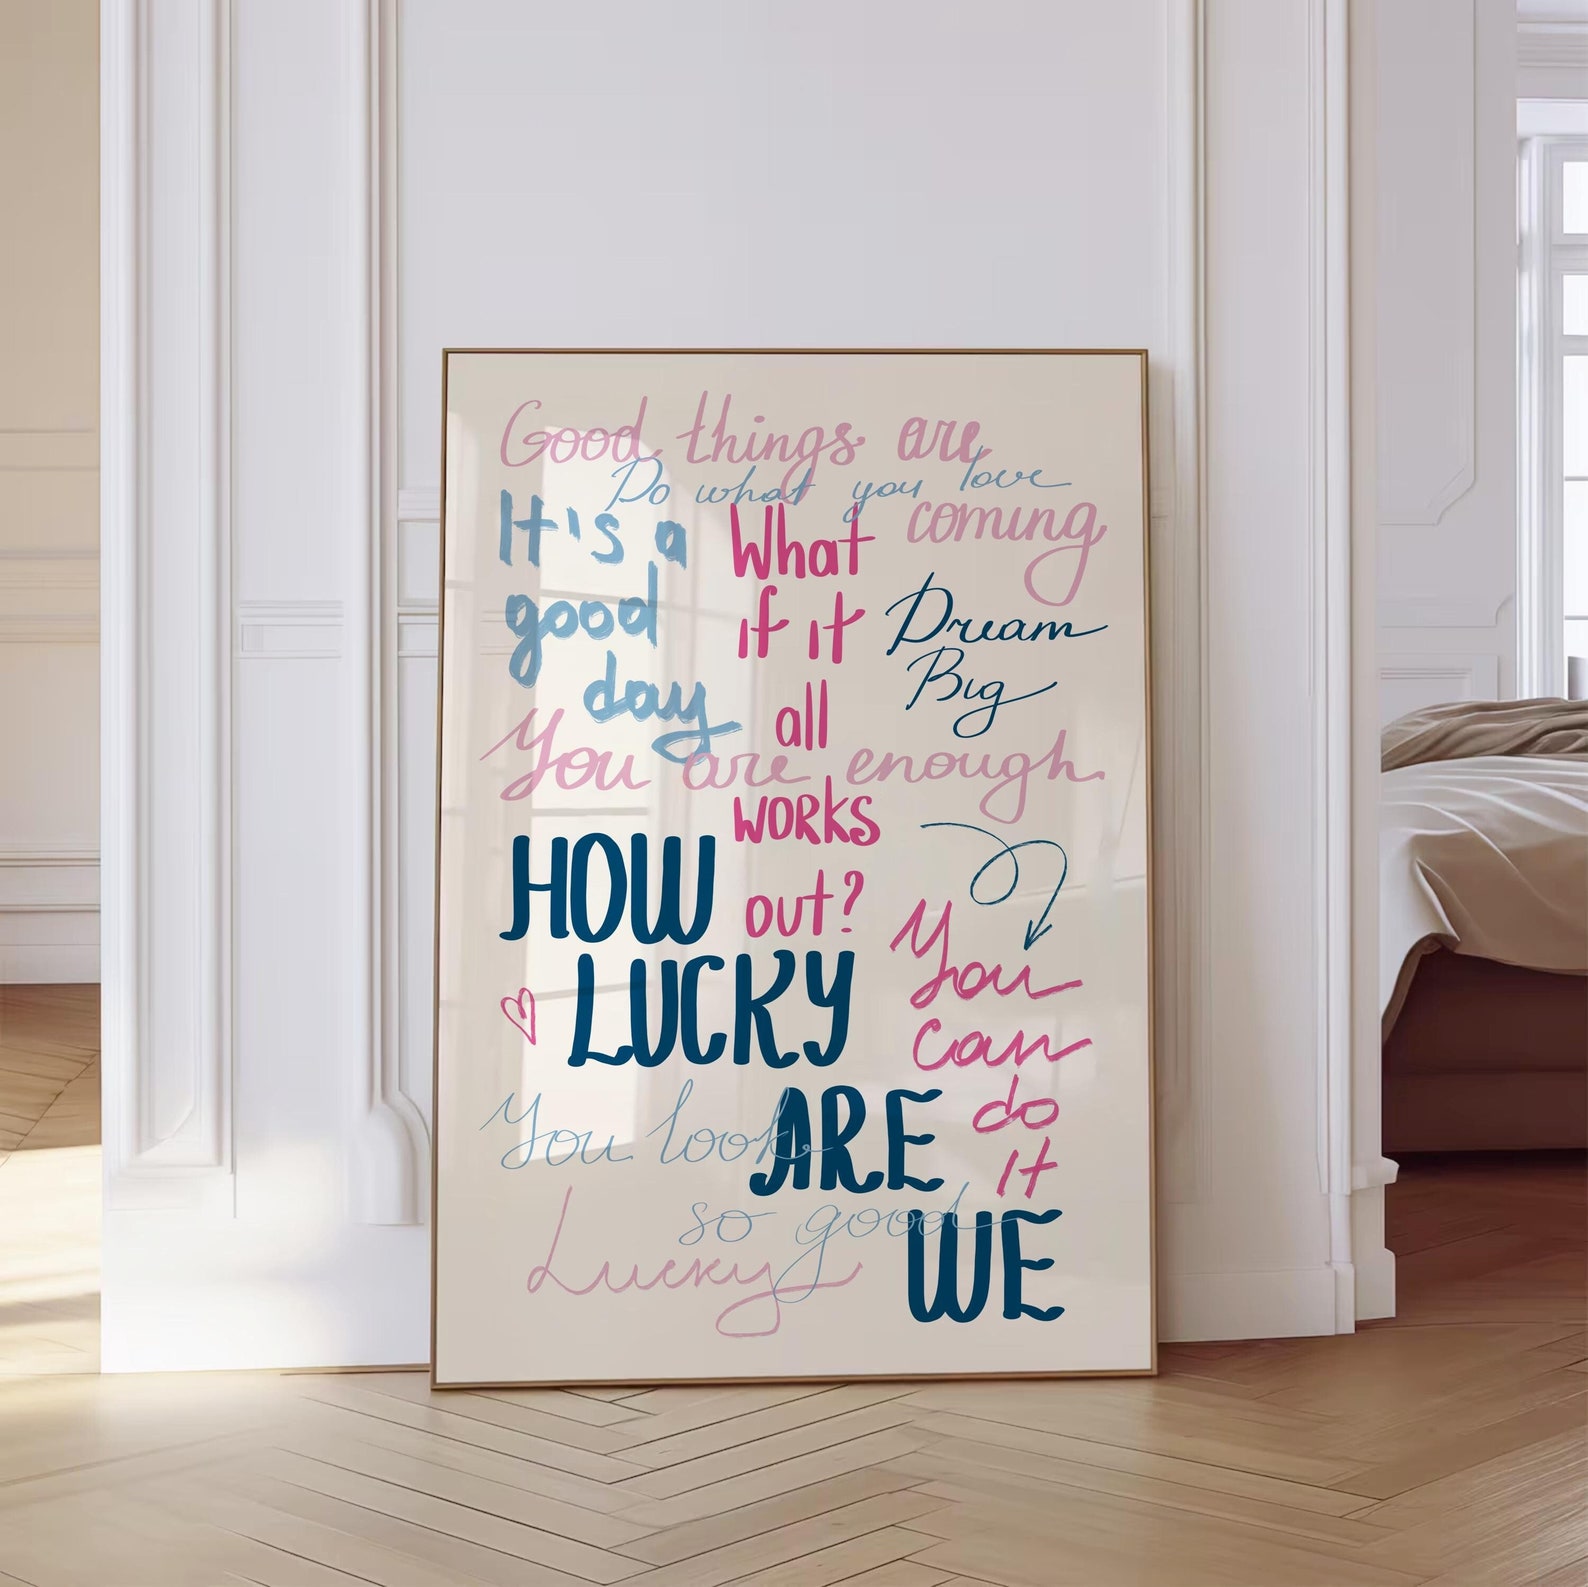 Good things are
coming
Do what you love
It's a
good
day
What
if it
all
works
out?
Dream
Big
You are enough
HOW
LUCKY
ARE
WE
You
can
do
it
You look
so good
Lucky